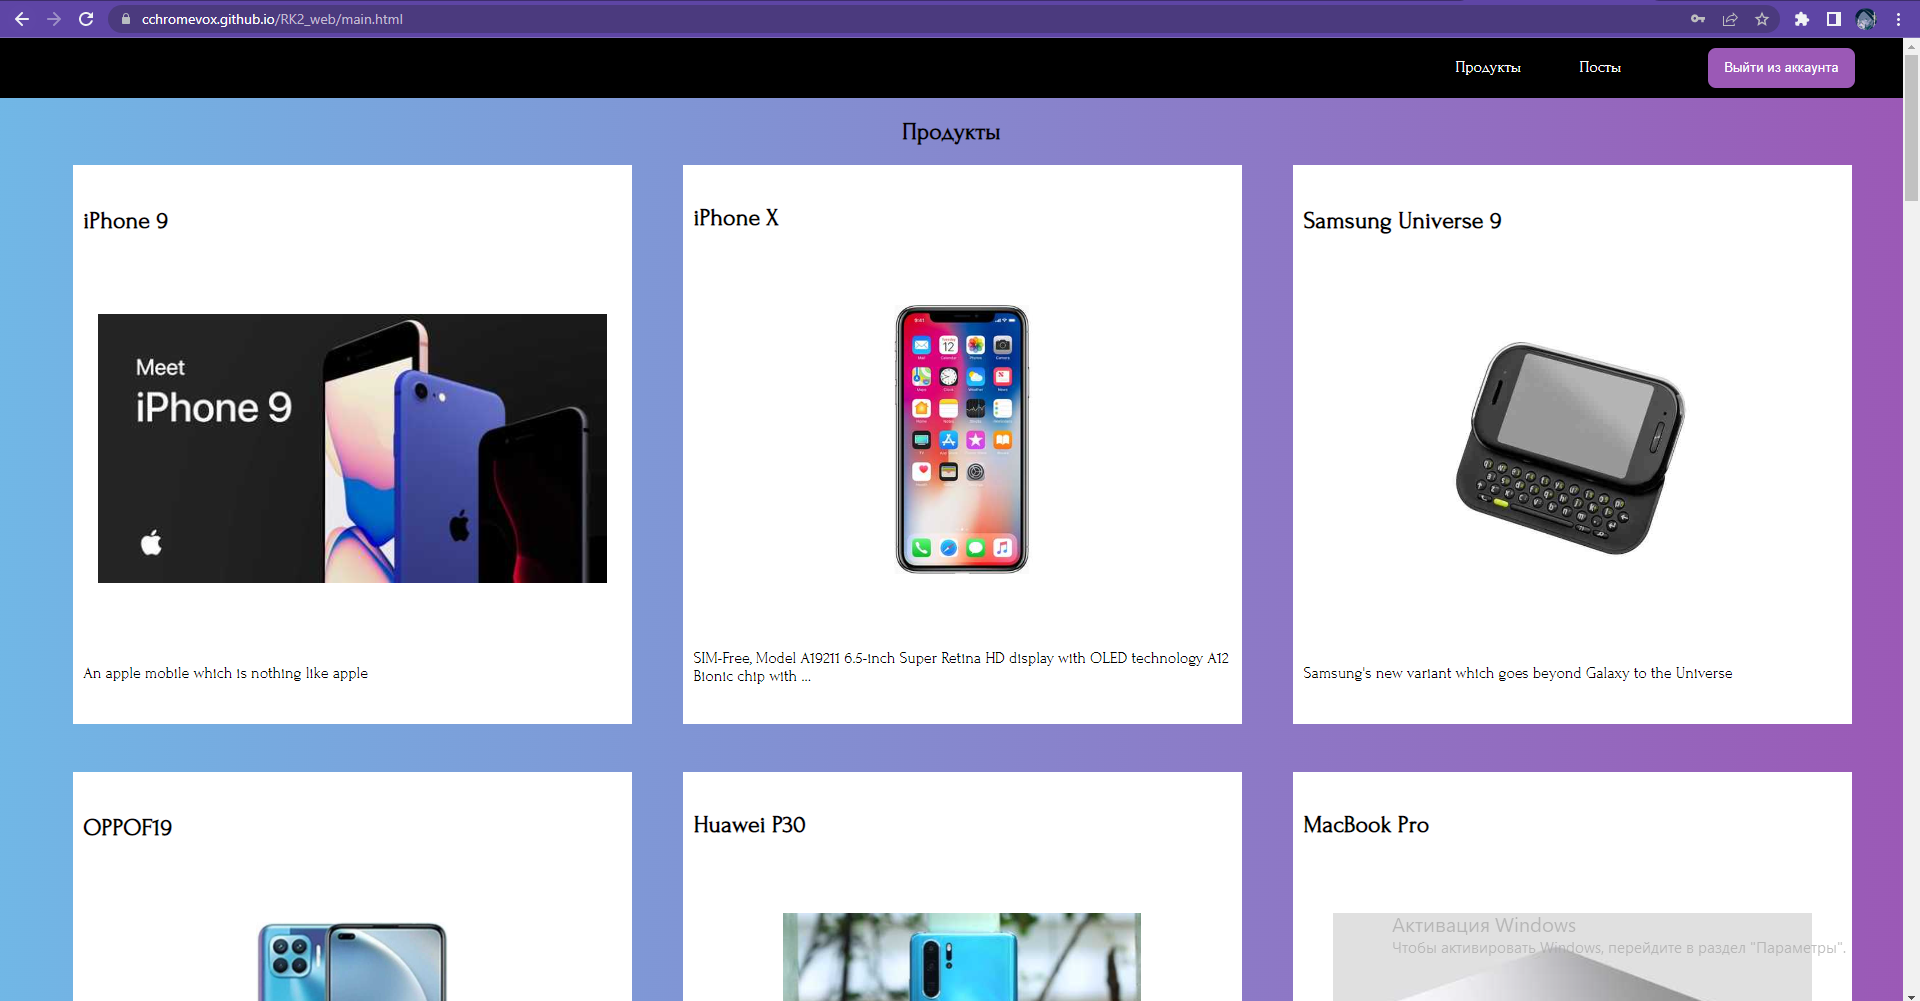 cchromevox.github.io/RK2_web/main.html
Продукты
Посты
Выйти из аккаунта
Продукты
iPhone 9
iPhone X
Samsung Universe 9
Meet
iPhone 9
An apple mobile which is nothing like apple
SIM-Free, Model A19211 6.5-inch Super Retina HD display with OLED technology A12
Bionic chip with ...
Samsung's new variant which goes beyond Galaxy to the Universe
OPPOF19
Huawei P30
MacBook Pro
Активация Windows
Чтобы активировать Windows, перейдите в раздел "Параметры".